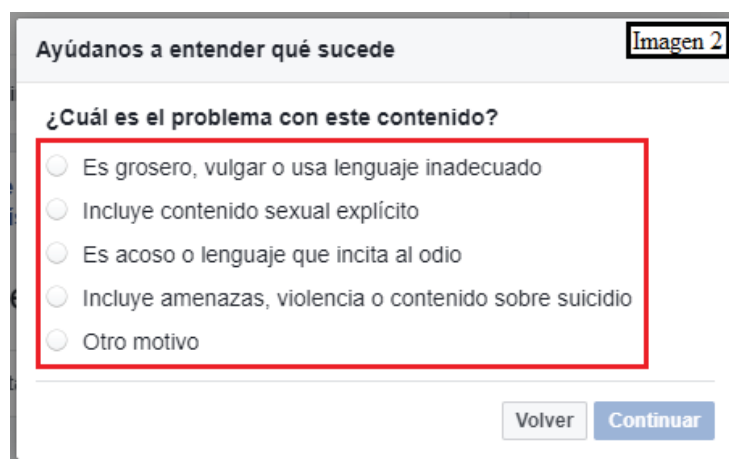 Ayúdanos a entender qué sucede
Imagen 2
¿Cuál es el problema con este contenido?
Es grosero, vulgar o usa lenguaje inadecuado
Incluye contenido sexual explícito
Es acoso o lenguaje que incita al odio
Incluye amenazas, violencia o contenido sobre suicidio
Otro motivo
Volver
Continuar